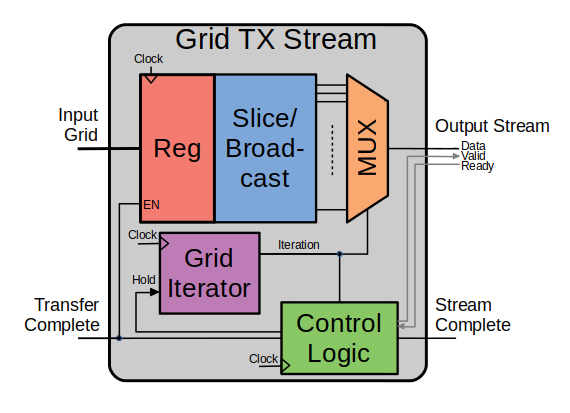 Grid TX Stream
Clock
Input
Grid
Reg
EN
Slice/
Broad-
cast
MUX
Output Stream
Data
Valid
Ready
Clock
Grid
Iterator
Iteration
Hold
Transfer
Complete
Control
Logic
Clock
Stream
Complete